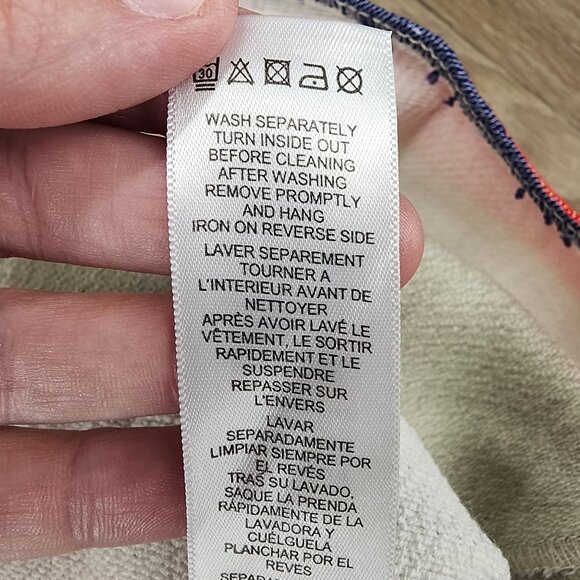 30
WASH SEPARATELY
TURN INSIDE OUT
BEFORE CLEANING
AFTER WASHING
REMOVE PROMPTLY
AND HANG
IRON ON REVERSE SIDE
LAVER SEPAREMENT
TOURNER A
L'INTERIEUR AVANT DE
NETTOYER
APRÈS AVOIR LAVÉ LE
VÊTEMENT, LE SORTIR
RAPIDEMENT ET LE
SUSPENDRE
REPASSER SUR
L'ENVERS
LAVAR
SEPARADAMENTE
LIMPIAR SIEMPRE POR
EL REVÉS
TRAS SU LAVADO,
SAQUE LA PRENDA
RÁPIDAMENTE DE LA
LAVADORA Y
CUÉLGUELA
PLANCHAR POR EL
REVÉS